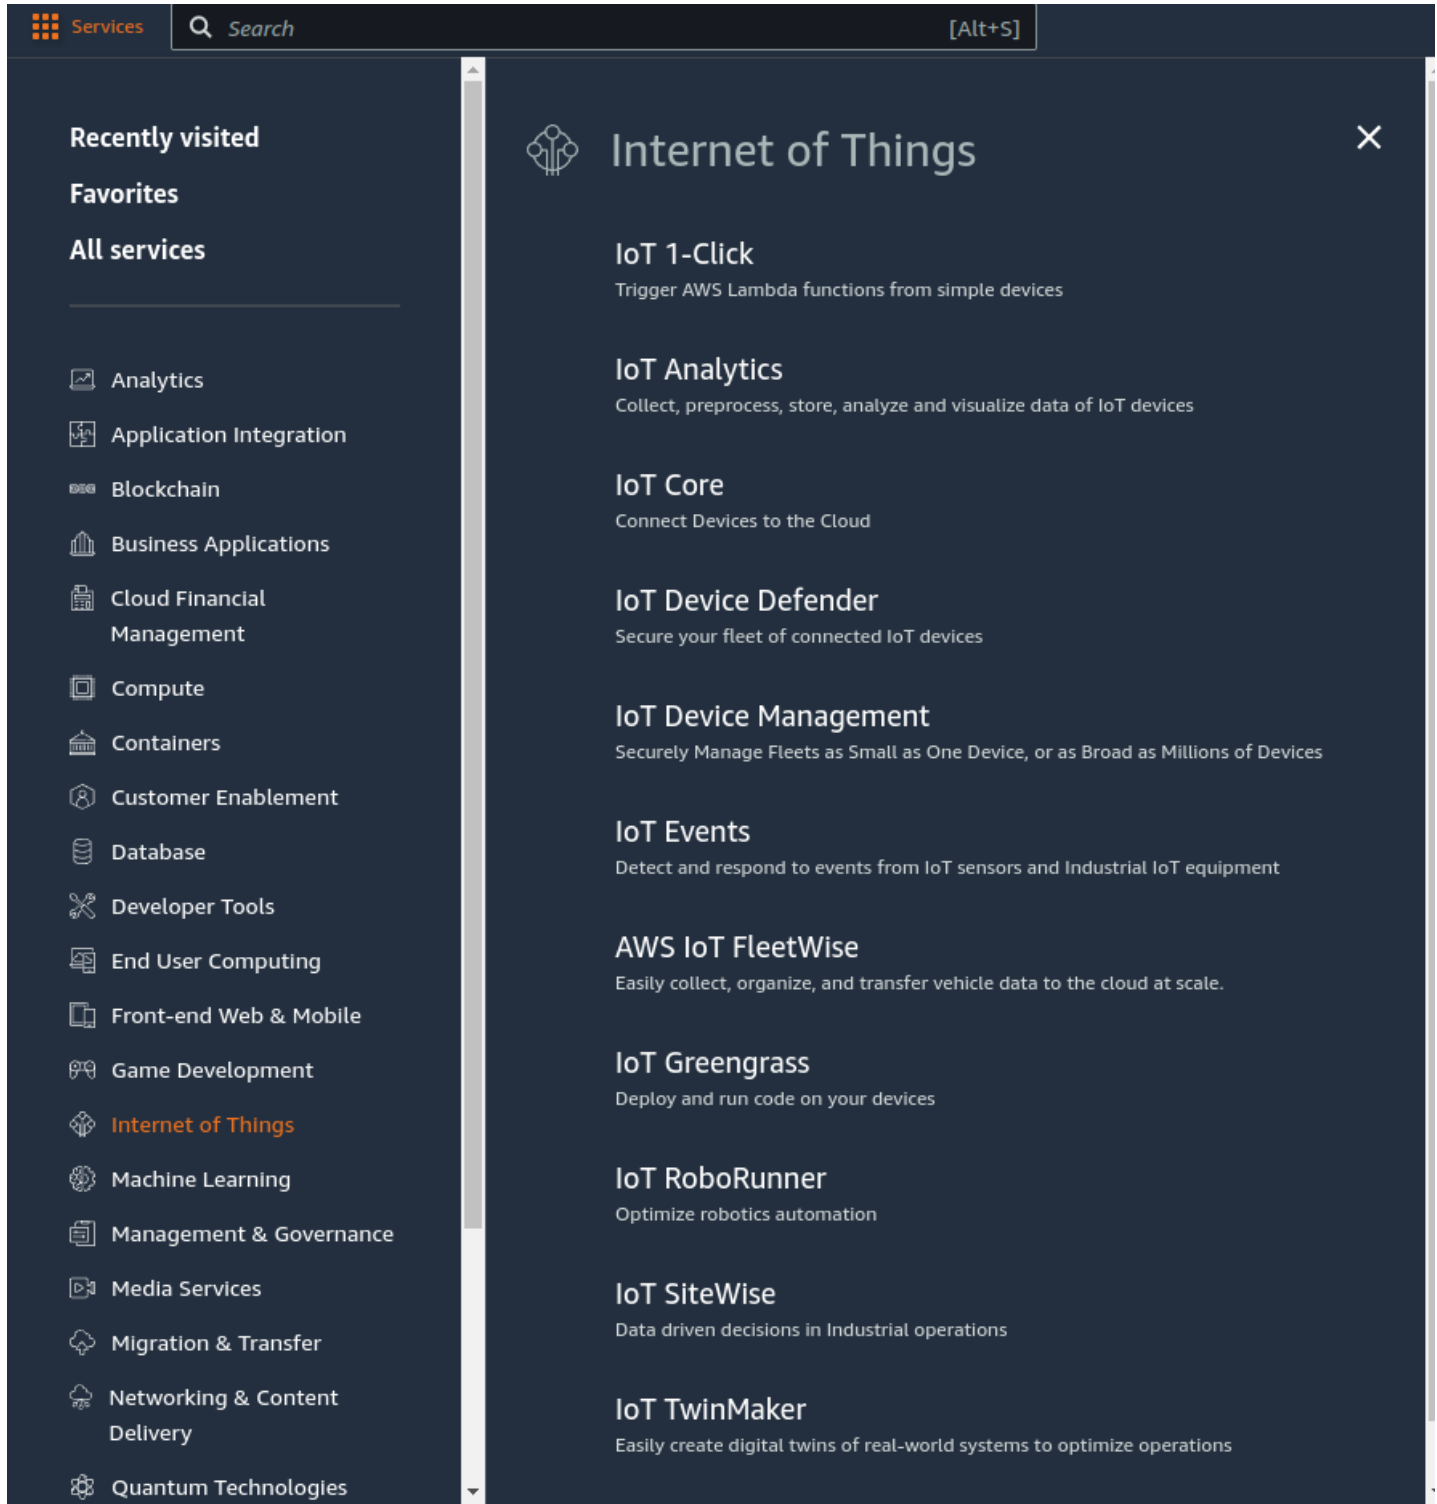 Services
Search [Alt+S]
Recently visited
Favorites
All services
Analytics
Application Integration
Blockchain
Business Applications
Cloud Financial
Management
Compute
Containers
Customer Enablement
Database
Developer Tools
End User Computing
Front-end Web & Mobile
Game Development
Internet of Things
Machine Learning
Management & Governance
Media Services
Migration & Transfer
Networking & Content
Delivery
Quantum Technologies
Internet of Things
IoT 1-Click
Trigger AWS Lambda functions from simple devices
IoT Analytics
Collect, preprocess, store, analyze and visualize data of IoT devices
IoT Core
Connect Devices to the Cloud
IoT Device Defender
Secure your fleet of connected IoT devices
IoT Device Management
Securely Manage Fleets as Small as One Device, or as Broad as Millions of Devices
IoT Events
Detect and respond to events from IoT sensors and Industrial IoT equipment
AWS IoT FleetWise
Easily collect, organize, and transfer vehicle data to the cloud at scale.
IoT Greengrass
Deploy and run code on your devices
IoT RoboRunner
Optimize robotics automation
IoT SiteWise
Data driven decisions in Industrial operations
IoT TwinMaker
Easily create digital twins of real-world systems to optimize operations